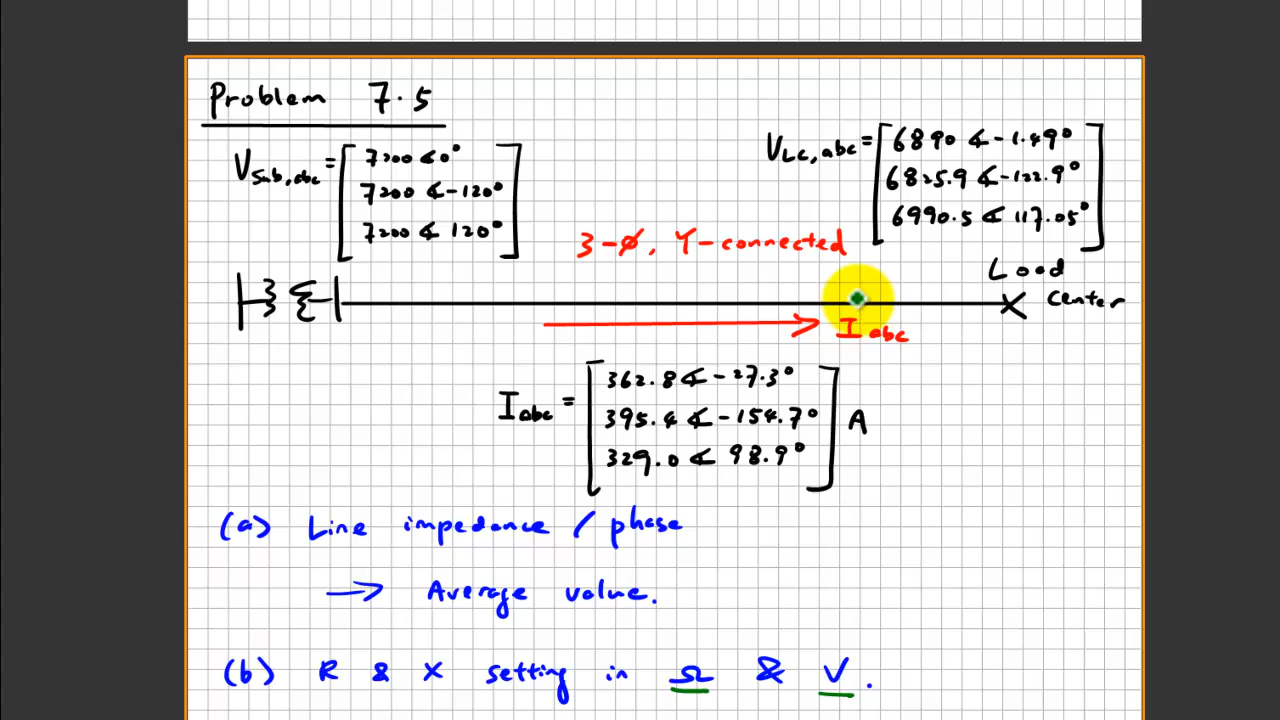 Problem 7.5
V_Sub,abc = [7200 ∡ 0°
7200 ∡ -120°
7200 ∡ 120°]
V_LC,abc = [6890 ∡ -1.49°
6825.9 ∡ -122.9°
6990.5 ∡ 117.05°]
3-ϕ, Y-connected
Load
center
I_abc
I_abc = [362.8 ∡ -27.3°
395.4 ∡ -154.7°
329.0 ∡ 98.9°] A
(a) Line impedance / phase
→ Average value.
(b) R & X setting in Ω & V.